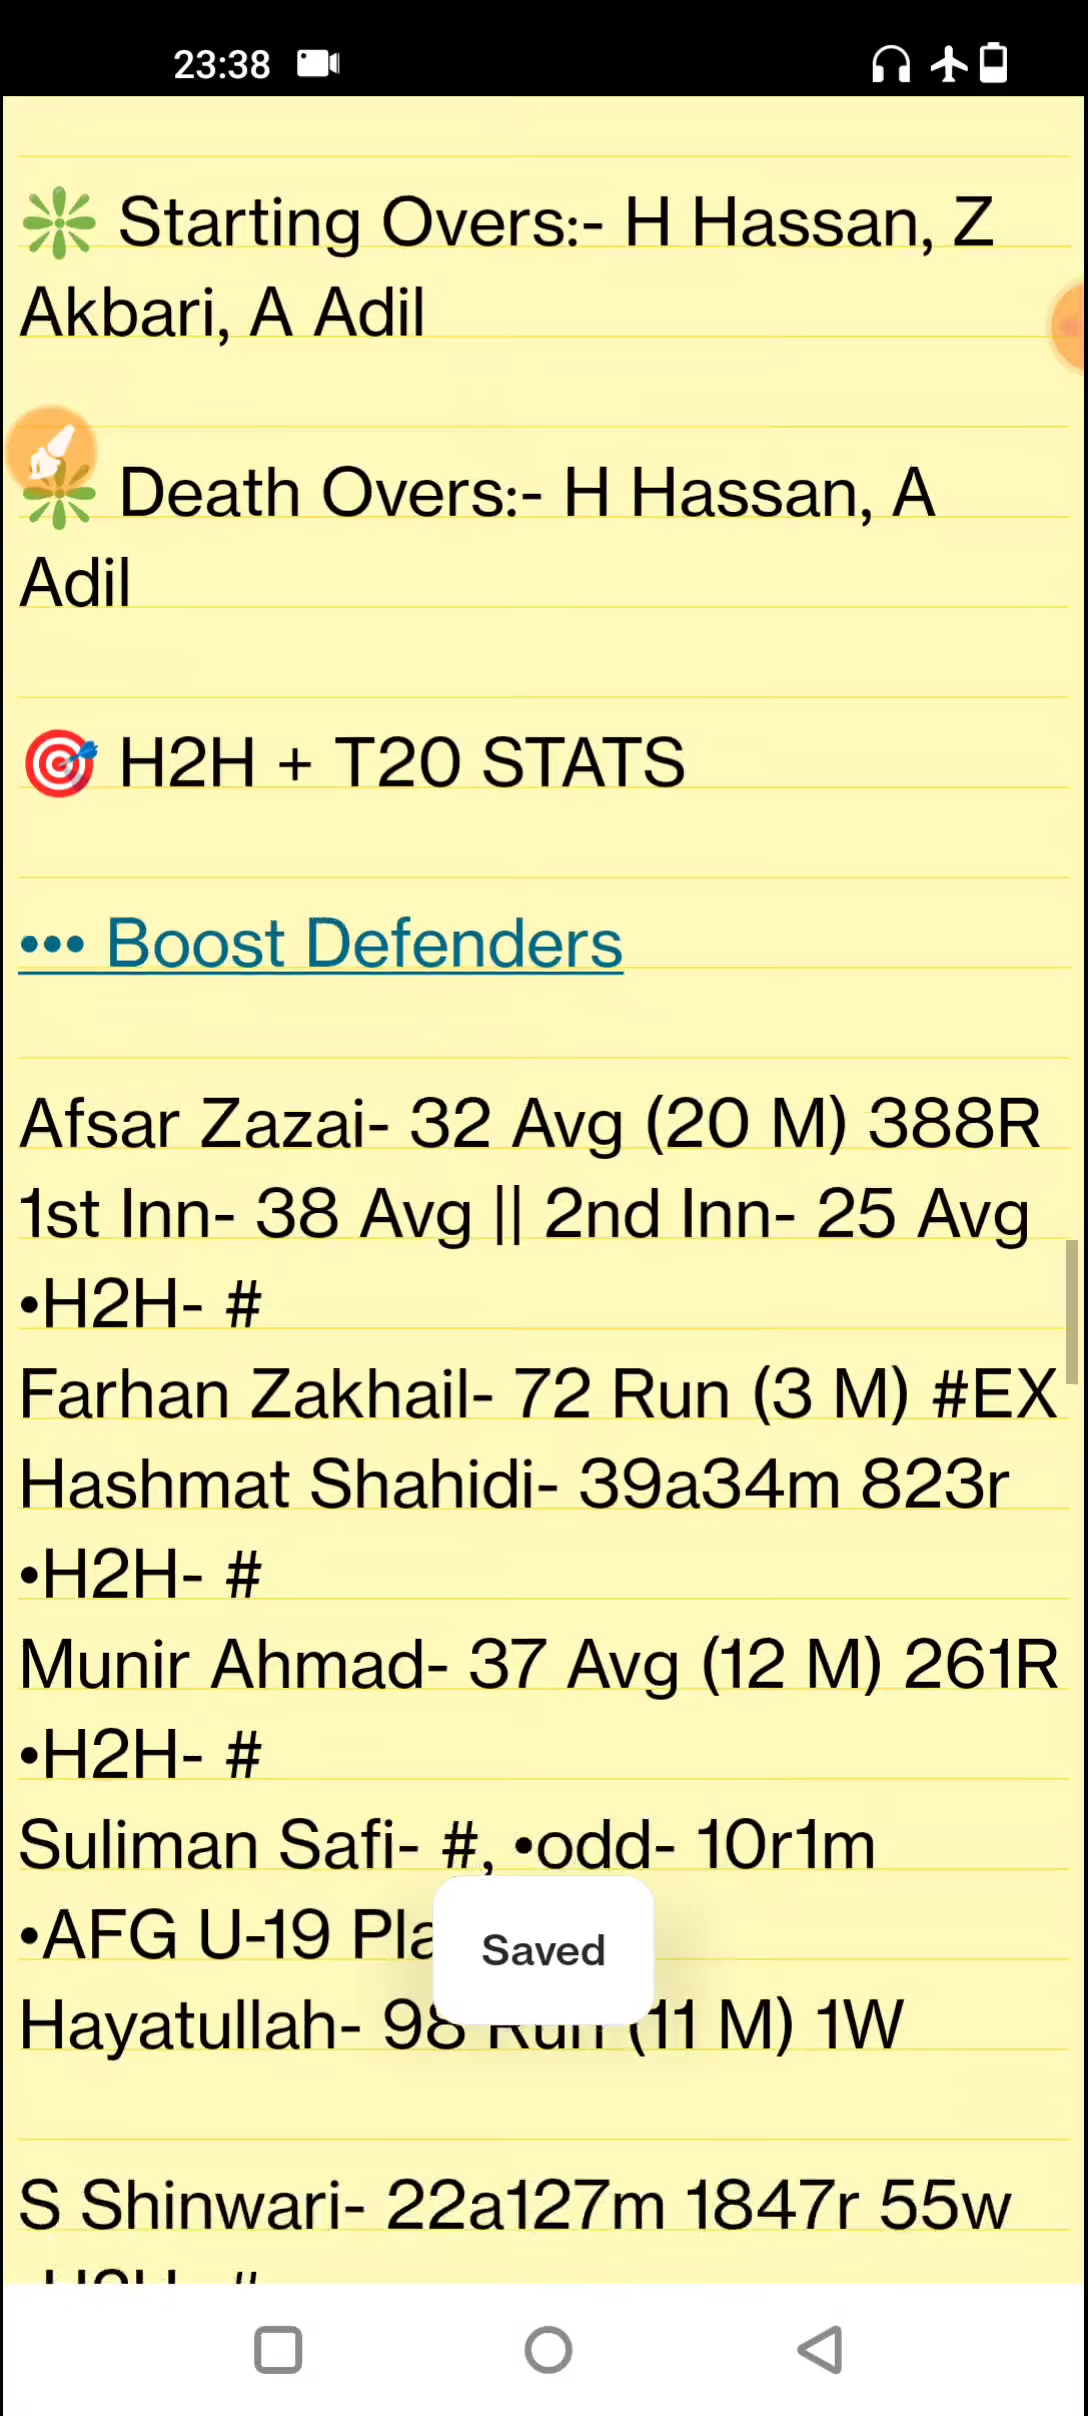 23:38
Starting Overs:- H Hassan, Z
Akbari, A Adil
Death Overs:- H Hassan, A
Adil
🎯 H2H + T20 STATS
••• Boost Defenders
Afsar Zazai- 32 Avg (20 M) 388R
1st Inn- 38 Avg || 2nd Inn- 25 Avg
•H2H- #
Farhan Zakhail- 72 Run (3 M) #EX
Hashmat Shahidi- 39a34m 823r
•H2H- #
Munir Ahmad- 37 Avg (12 M) 261R
•H2H- #
Suliman Safi- #, •odd- 10r1m
•AFG U-19
Saved
Hayatullah- 98 Run (11 M) 1W
S Shinwari- 22a127m 1847r 55w